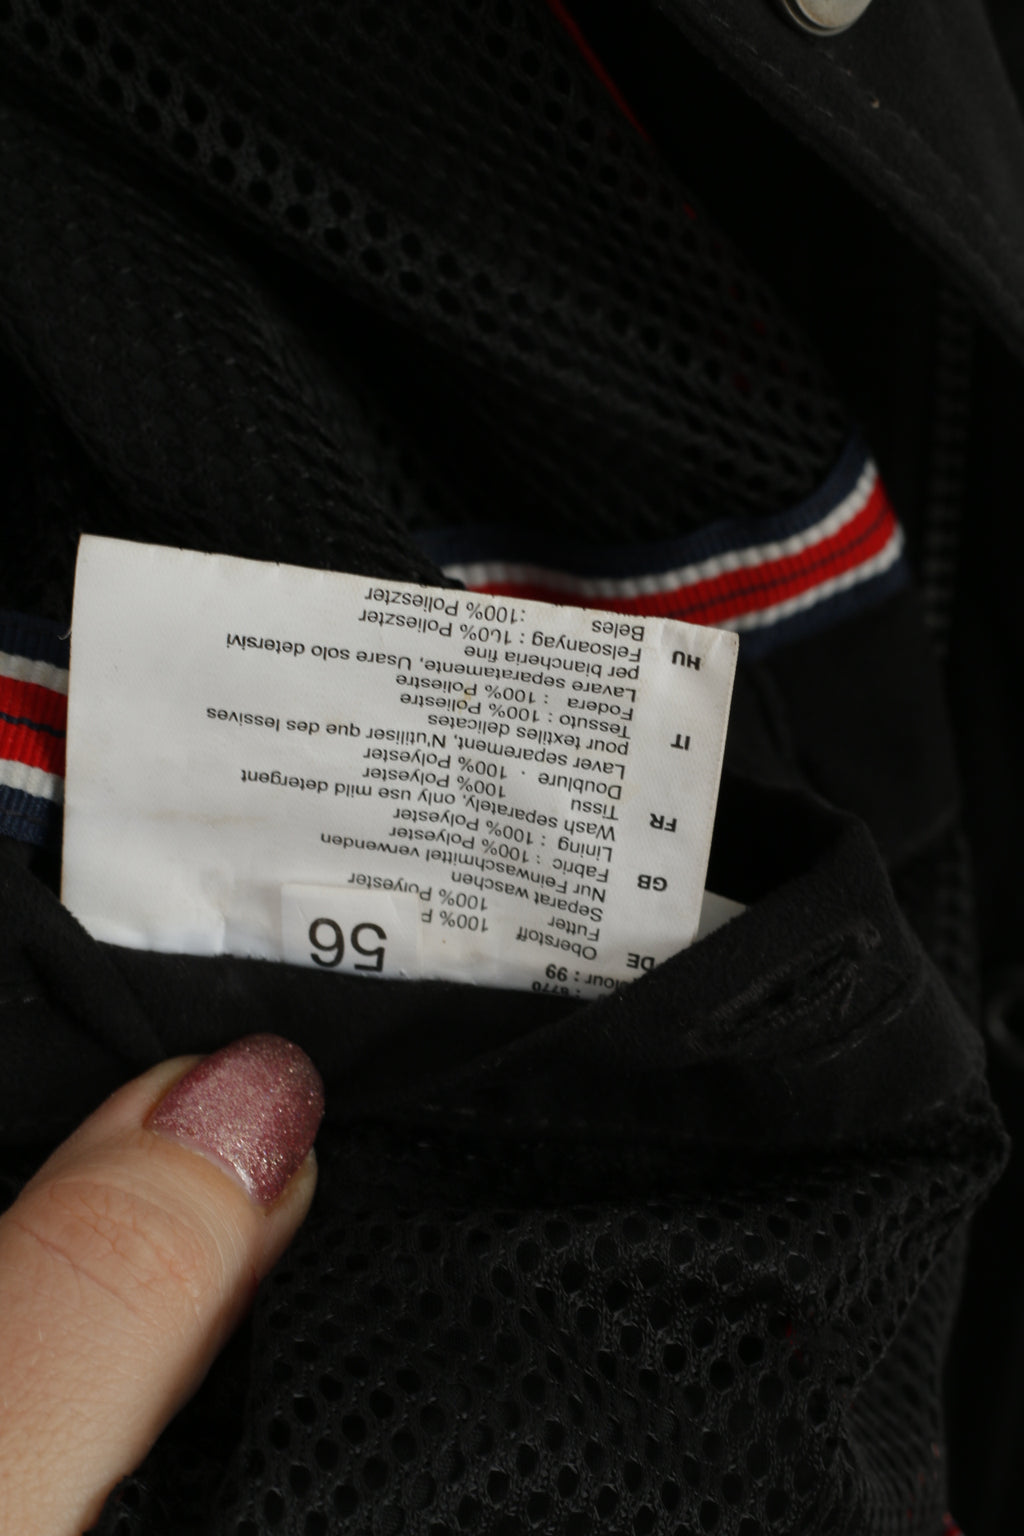 : 8770
olour : 99
56
DE Oberstoff 100% P
Futter 100% Polyester
Separat waschen
Nur Feinwaschmittel verwenden
GB Fabric : 100% Polyester
Lining : 100% Polyester
Wash separately, only use mild detergent
FR Tissu 100% Polyester
Doublure . 100% Polyester
Laver separement, N'utiliser que des lessives
pour textiles delicates
IT Tessuto : 100% Poliestre
Fodera : 100% Poliestre
Lavare separatamente, Usare solo detersivi
per biancheria fine
HU Felsoanyag : 100% Polieszter
Beles :100% Polieszter